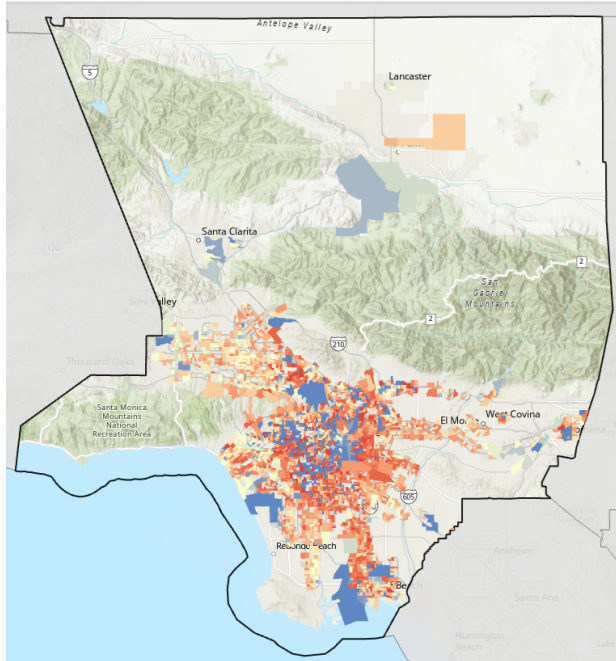 Antelope Valley
5
Lancaster
Santa Clarita
2
San
Gabriel
Mountains
Simi Valley
2
210
Thousand Oaks
Santa Monica
Mountains
National
Recreation Area
El Mon
West Covina
605
Redondo Beach
Anaheim
Santa Ana
Huntington
Beach